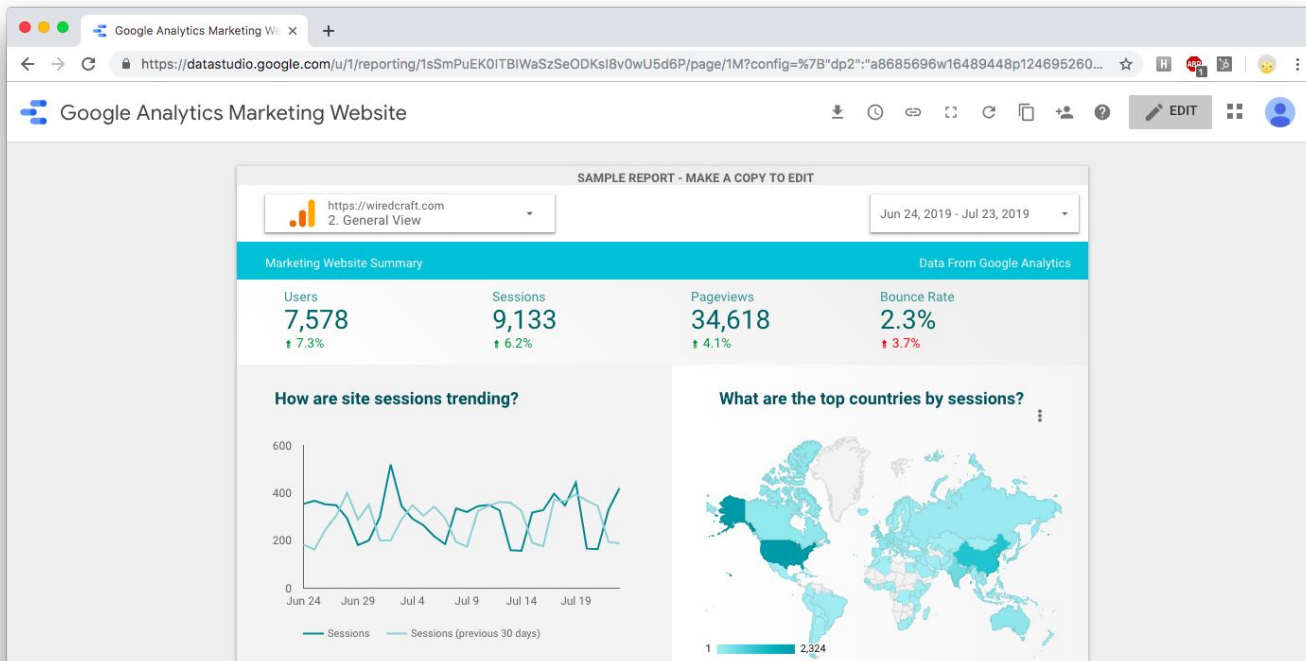 Google Analytics Marketing We
https://datastudio.google.com/u/1/reporting/1sSmPuEK0ITBIWaSzSeODKsI8v0wU5d6P/page/1M?config=%7B"dp2":"a8685696w16489448p124695260...
H
ABP
1
Google Analytics Marketing Website
EDIT
SAMPLE REPORT - MAKE A COPY TO EDIT
https://wiredcraft.com
2. General View
Jun 24, 2019 - Jul 23, 2019
Marketing Website Summary
Data From Google Analytics
Users
Sessions
Pageviews
Bounce Rate
7,578
9,133
34,618
2.3%
7.3%
6.2%
4.1%
3.7%
How are site sessions trending?
What are the top countries by sessions?
600
400
200
0
Jun 24 Jun 29 Jul 4 Jul 9 Jul 14 Jul 19
Sessions
Sessions (previous 30 days)
1
2,324